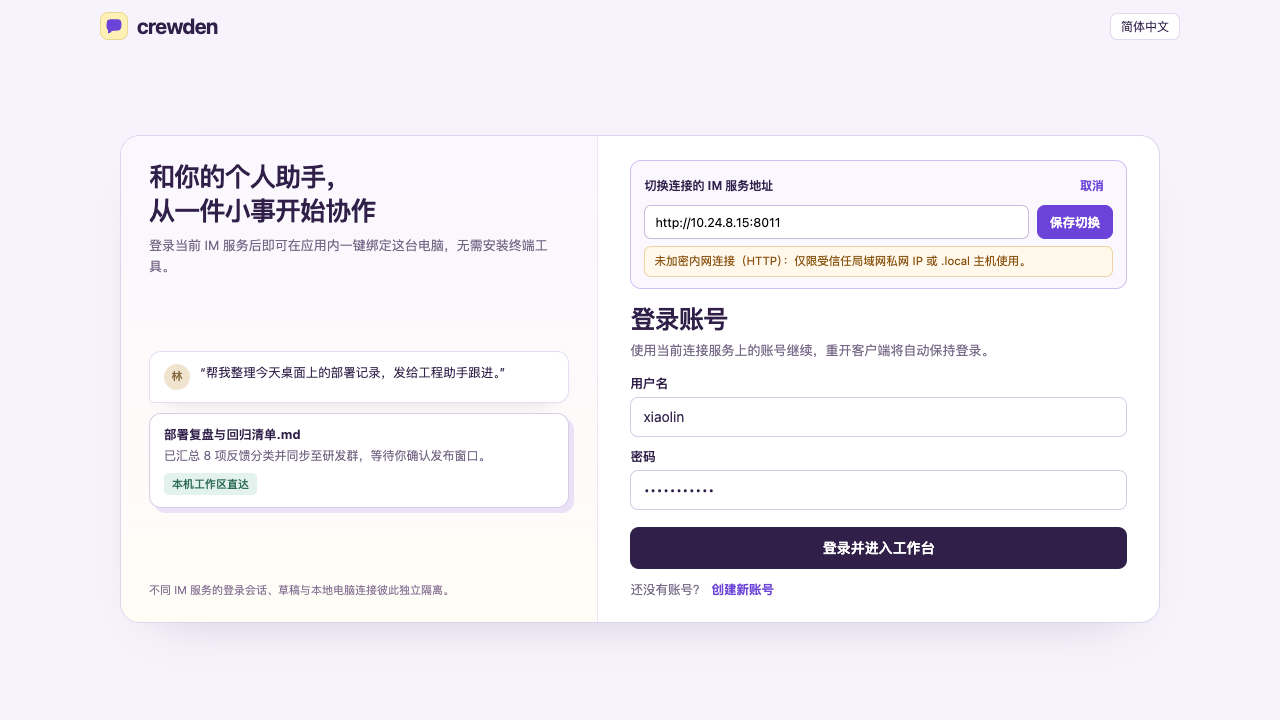 crewden
简体中文
和你的个人助手，
从一件小事开始协作
登录当前 IM 服务后即可在应用内一键绑定这台电脑，无需安装终端工
具。
林
“帮我整理今天桌面上的部署记录，发给工程助手跟进。”
部署复盘与回归清单.md
已汇总 8 项反馈分类并同步至研发群，等待你确认发布窗口。
本机工作区直达
不同 IM 服务的登录会话、草稿与本地电脑连接彼此独立隔离。
切换连接的 IM 服务地址
取消
http://10.24.8.15:8011
保存切换
未加密内网连接（HTTP）：仅限受信任局域网私网 IP 或 .local 主机使用。
登录账号
使用当前连接服务上的账号继续，重开客户端将自动保持登录。
用户名
xiaolin
密码
•••••••••••
登录并进入工作台
还没有账号？ 创建新账号